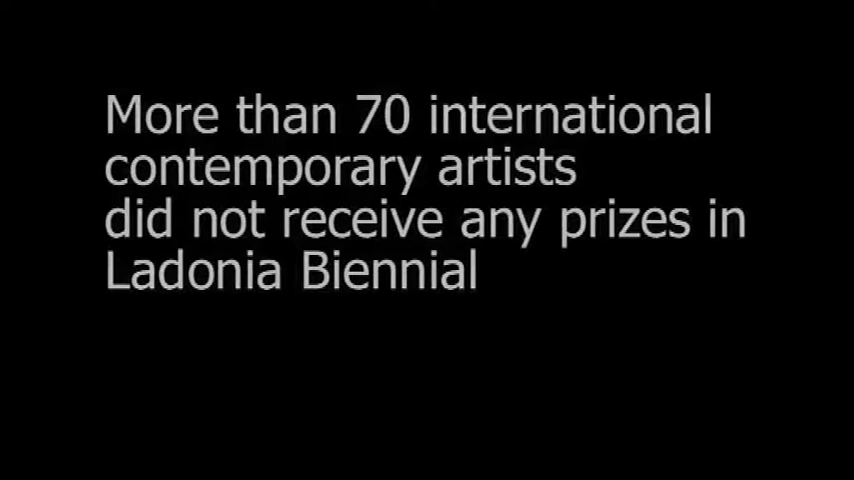 More than 70 international
contemporary artists
did not receive any prizes in
Ladonia Biennial